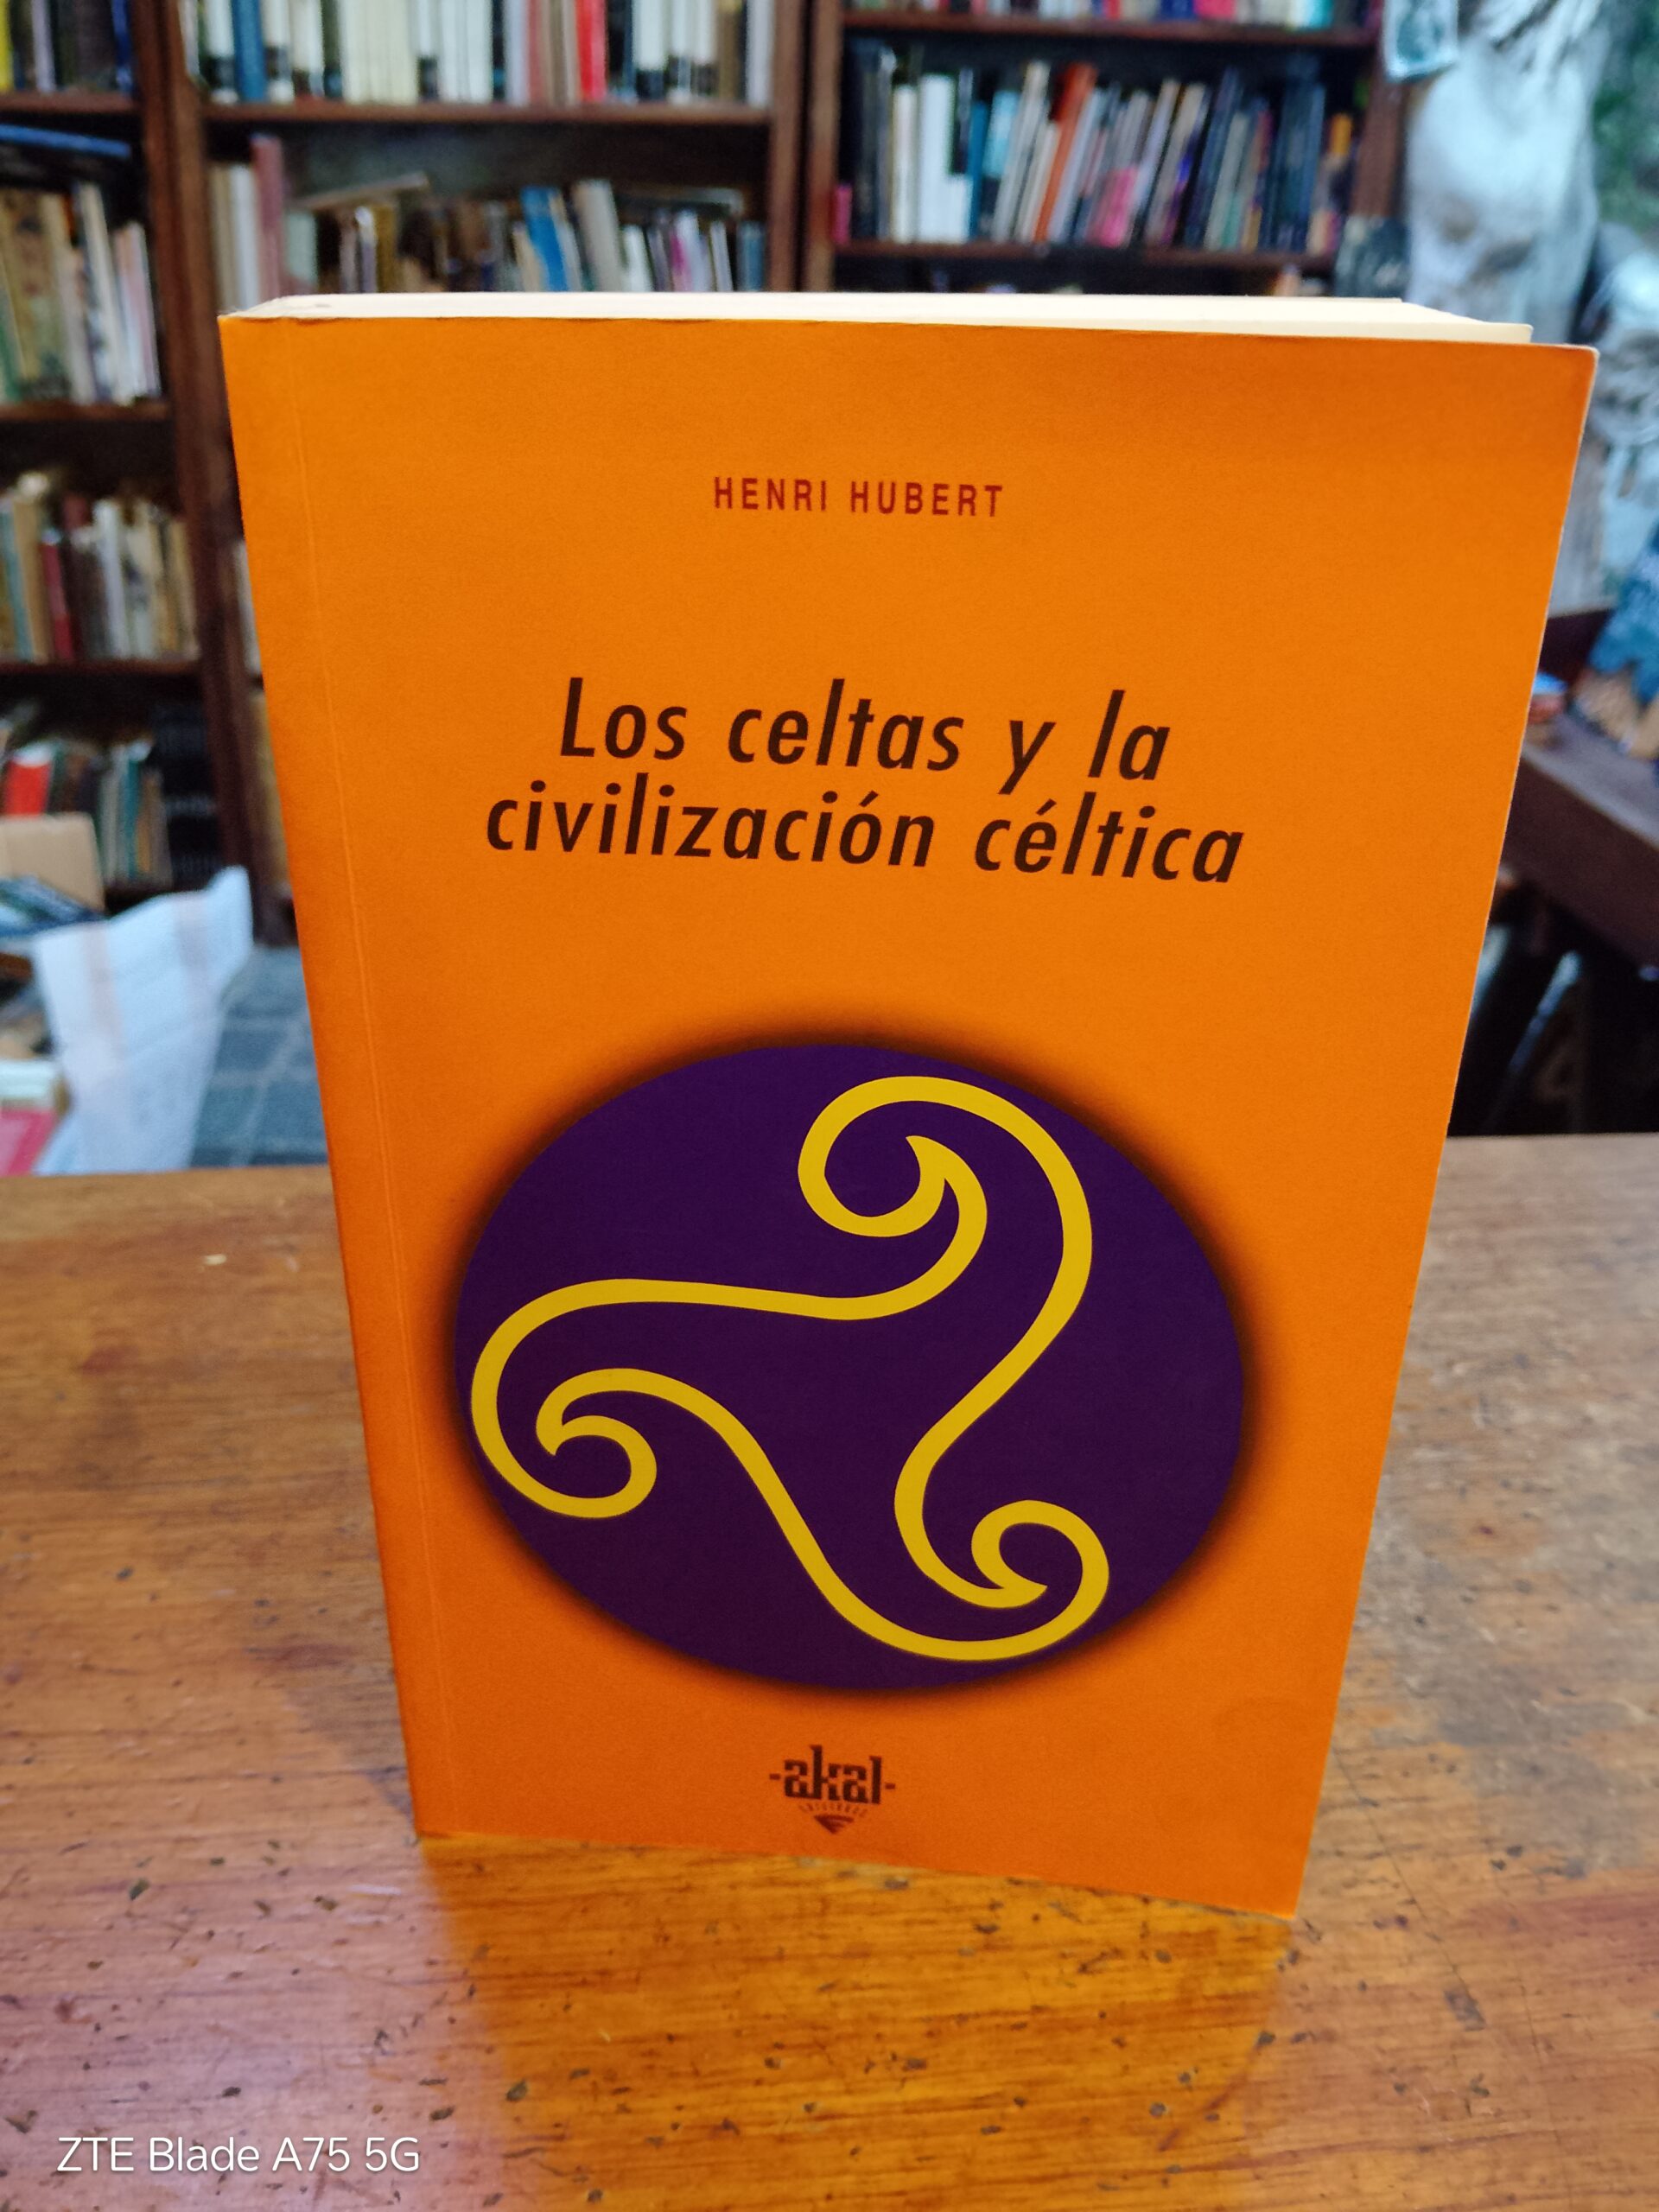 HENRI HUBERT
Los celtas y la
civilización céltica
-akal-
ZTE Blade A75 5G